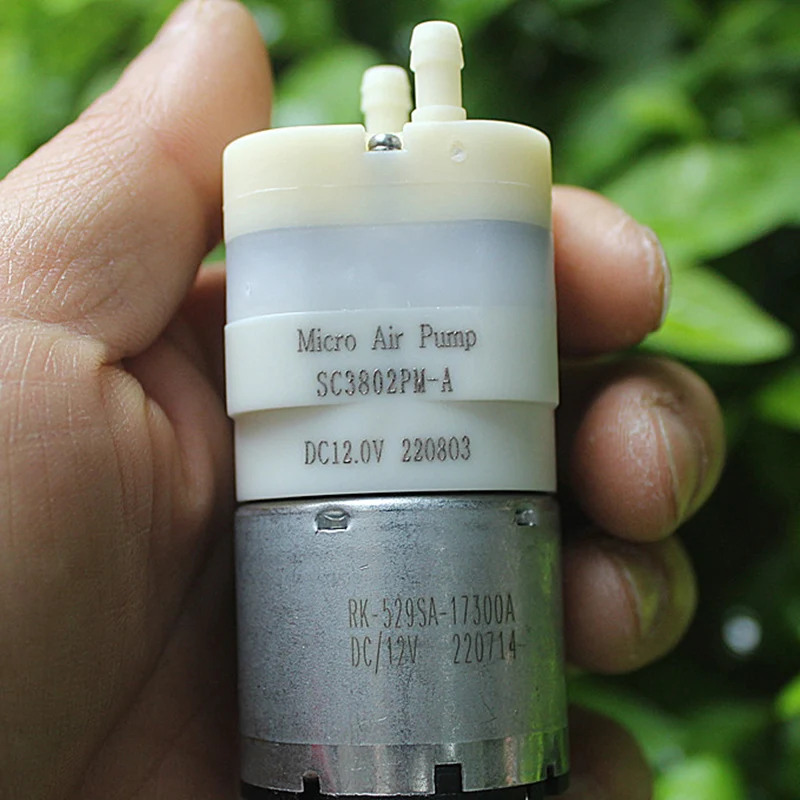 Micro Air Pump
SC3802PM-A
DC12.0V 220803
RK-529SA-17300A
DC/12V 220714